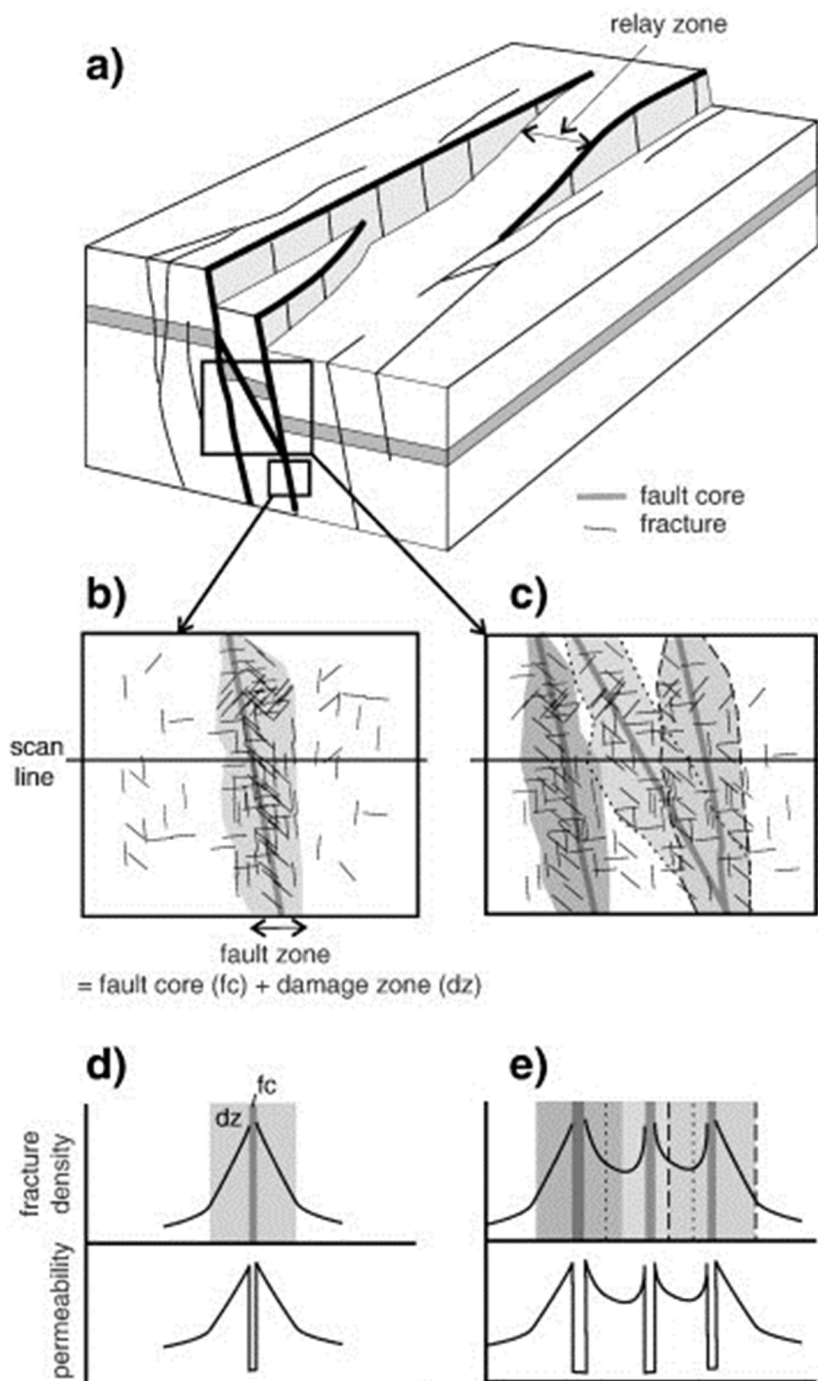 relay zone
a)
fault core
fracture
b)
c)
scan
line
fault zone
= fault core (fc) + damage zone (dz)
d)
e)
fc
dz
fracture
density
permeability